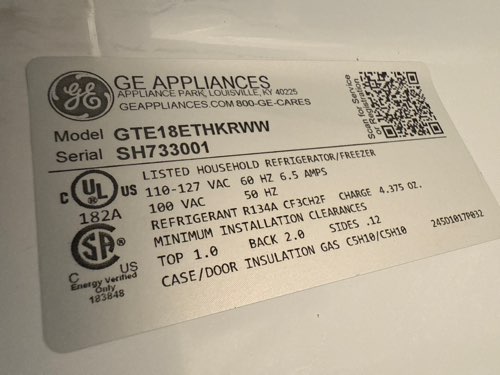 GE APPLIANCES
APPLIANCE PARK, LOUISVILLE, KY 40225
GEAPPLIANCES.COM 800-GE-CARES
Scan for Service
or Registration
Model GTE18ETHKRWW
Serial SH733001
C UL US
182A
LISTED HOUSEHOLD REFRIGERATOR/FREEZER
110-127 VAC 60 HZ 6.5 AMPS
100 VAC 50 HZ
REFRIGERANT R134A CF3CH2F CHARGE 4.375 OZ.
MINIMUM INSTALLATION CLEARANCES
TOP 1.0 BACK 2.0 SIDES .12
CASE/DOOR INSULATION GAS C5H10/C5H10
245D1017P032
SA
C US
Energy Verified
Only
183848